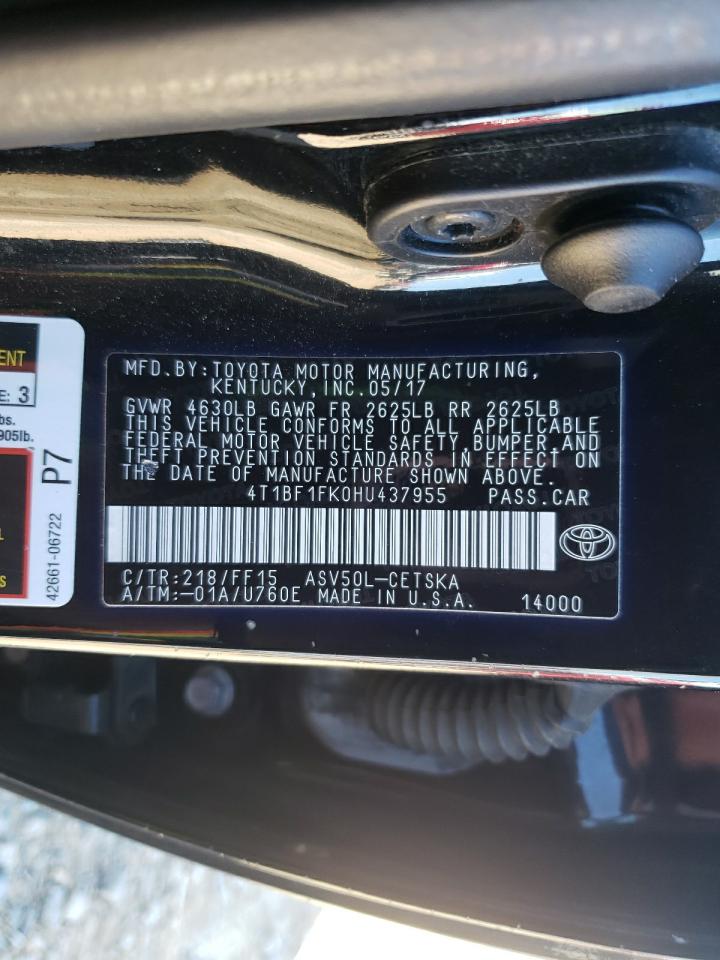 MFD.BY:TOYOTA MOTOR MANUFACTURING,
KENTUCKY,INC.05/17
GVWR 4630LB GAWR FR 2625LB RR 2625LB
THIS VEHICLE CONFORMS TO ALL APPLICABLE
FEDERAL MOTOR VEHICLE SAFETY, BUMPER,AND
THEFT PREVENTION STANDARDS IN EFFECT ON
THE DATE OF MANUFACTURE SHOWN ABOVE.
4T1BF1FK0HU437955 PASS.CAR
C/TR:218/FF15 ASV50L-CETSKA
A/TM:-01A/U760E MADE IN U.S.A. 14000
3
905lb.
P7
42661-06722